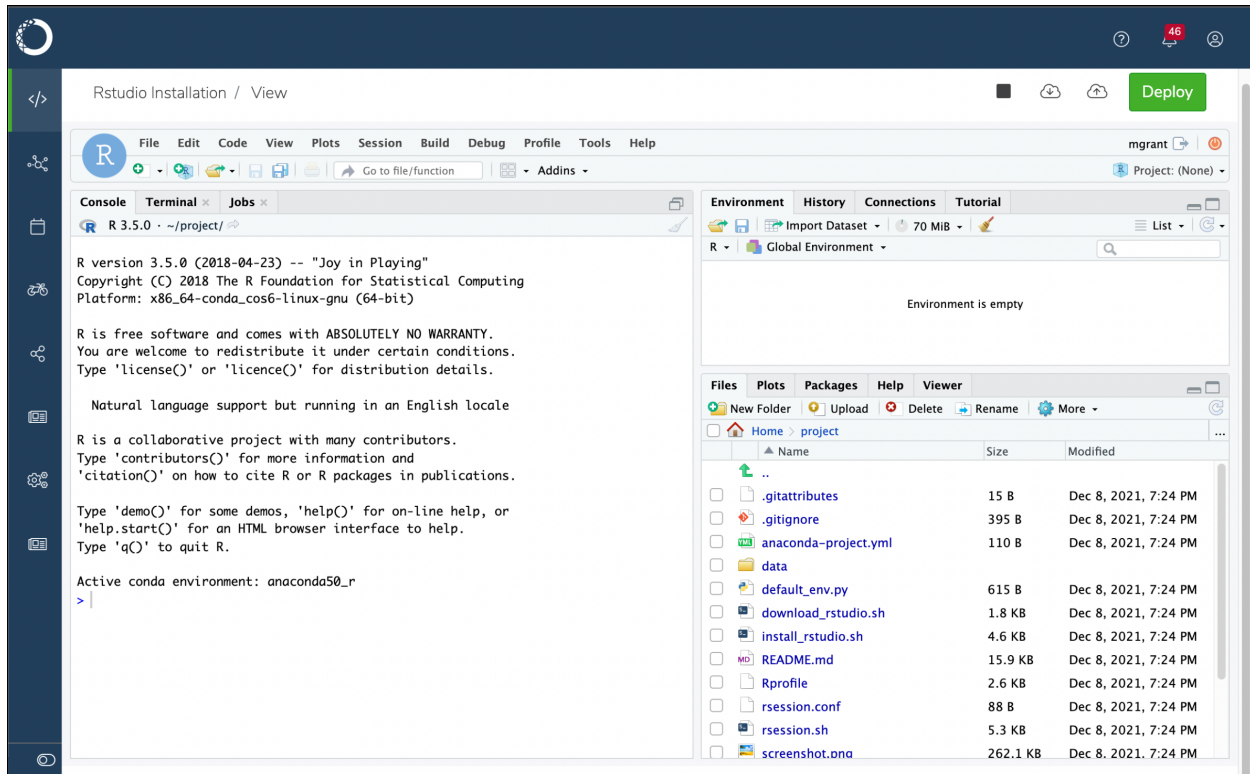 46
</>
Rstudio Installation / View
Deploy
R
File Edit Code View Plots Session Build Debug Profile Tools Help
mgrant
R
Go to file/function
Addins
R
Project: (None)
Console Terminal × Jobs ×
R R 3.5.0 · ~/project/
R version 3.5.0 (2018-04-23) -- "Joy in Playing"
Copyright (C) 2018 The R Foundation for Statistical Computing
Platform: x86_64-conda_cos6-linux-gnu (64-bit)
R is free software and comes with ABSOLUTELY NO WARRANTY.
You are welcome to redistribute it under certain conditions.
Type 'license()' or 'licence()' for distribution details.
Natural language support but running in an English locale
R is a collaborative project with many contributors.
Type 'contributors()' for more information and
'citation()' on how to cite R or R packages in publications.
Type 'demo()' for some demos, 'help()' for on-line help, or
'help.start()' for an HTML browser interface to help.
Type 'q()' to quit R.
Active conda environment: anaconda50_r
>
Environment History Connections Tutorial
Import Dataset 70 MiB List
R Global Environment
Environment is empty
Files Plots Packages Help Viewer
New Folder Upload Delete Rename More
Home > project ...
Name Size Modified
..
.gitattributes 15 B Dec 8, 2021, 7:24 PM
.gitignore 395 B Dec 8, 2021, 7:24 PM
YML anaconda-project.yml 110 B Dec 8, 2021, 7:24 PM
data
default_env.py 615 B Dec 8, 2021, 7:24 PM
download_rstudio.sh 1.8 KB Dec 8, 2021, 7:24 PM
install_rstudio.sh 4.6 KB Dec 8, 2021, 7:24 PM
MD README.md 15.9 KB Dec 8, 2021, 7:24 PM
Rprofile 2.6 KB Dec 8, 2021, 7:24 PM
rsession.conf 88 B Dec 8, 2021, 7:24 PM
rsession.sh 5.3 KB Dec 8, 2021, 7:24 PM
screenshot.png 262.1 KB Dec 8, 2021, 7:24 PM